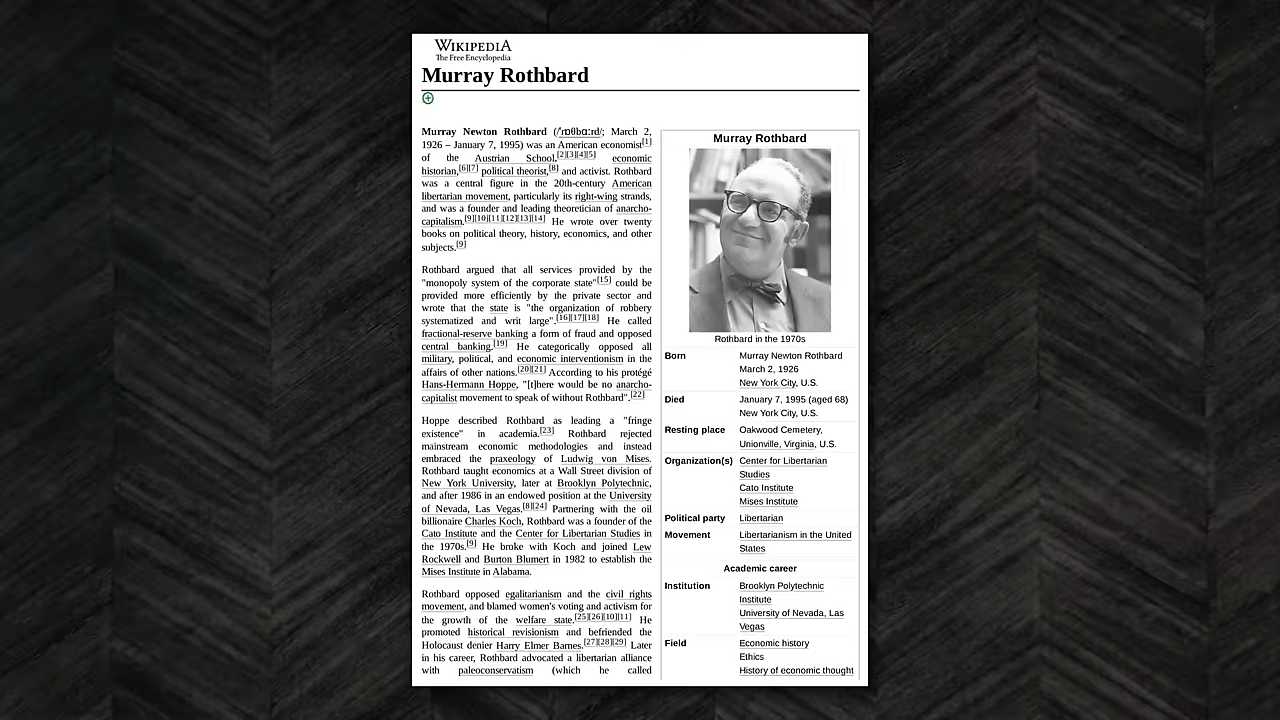 WIKIPEDIA
The Free Encyclopedia
Murray Rothbard
Murray Newton Rothbard (/ˈrɒθbɑːrd/; March 2,
1926 – January 7, 1995) was an American economist[1]
of the Austrian School,[2][3][4][5] economic
historian,[6][7] political theorist,[8] and activist. Rothbard
was a central figure in the 20th-century American
libertarian movement, particularly its right-wing strands,
and was a founder and leading theoretician of anarcho-
capitalism.[9][10][11][12][13][14] He wrote over twenty
books on political theory, history, economics, and other
subjects.[9]
Rothbard argued that all services provided by the
"monopoly system of the corporate state"[15] could be
provided more efficiently by the private sector and
wrote that the state is "the organization of robbery
systematized and writ large".[16][17][18] He called
fractional-reserve banking a form of fraud and opposed
central banking.[19] He categorically opposed all
military, political, and economic interventionism in the
affairs of other nations.[20][21] According to his protégé
Hans-Hermann Hoppe, "[t]here would be no anarcho-
capitalist movement to speak of without Rothbard".[22]
Hoppe described Rothbard as leading a "fringe
existence" in academia.[23] Rothbard rejected
mainstream economic methodologies and instead
embraced the praxeology of Ludwig von Mises.
Rothbard taught economics at a Wall Street division of
New York University, later at Brooklyn Polytechnic,
and after 1986 in an endowed position at the University
of Nevada, Las Vegas.[8][24] Partnering with the oil
billionaire Charles Koch, Rothbard was a founder of the
Cato Institute and the Center for Libertarian Studies in
the 1970s.[9] He broke with Koch and joined Lew
Rockwell and Burton Blumert in 1982 to establish the
Mises Institute in Alabama.
Rothbard opposed egalitarianism and the civil rights
movement, and blamed women's voting and activism for
the growth of the welfare state.[25][26][10][11] He
promoted historical revisionism and befriended the
Holocaust denier Harry Elmer Barnes.[27][28][29] Later
in his career, Rothbard advocated a libertarian alliance
with paleoconservatism (which he called
Murray Rothbard
Rothbard in the 1970s
Born Murray Newton Rothbard
March 2, 1926
New York City, U.S.
Died January 7, 1995 (aged 68)
New York City, U.S.
Resting place Oakwood Cemetery,
Unionville, Virginia, U.S.
Organization(s) Center for Libertarian
Studies
Cato Institute
Mises Institute
Political party Libertarian
Movement Libertarianism in the United
States
Academic career
Institution Brooklyn Polytechnic
Institute
University of Nevada, Las
Vegas
Field Economic history
Ethics
History of economic thought